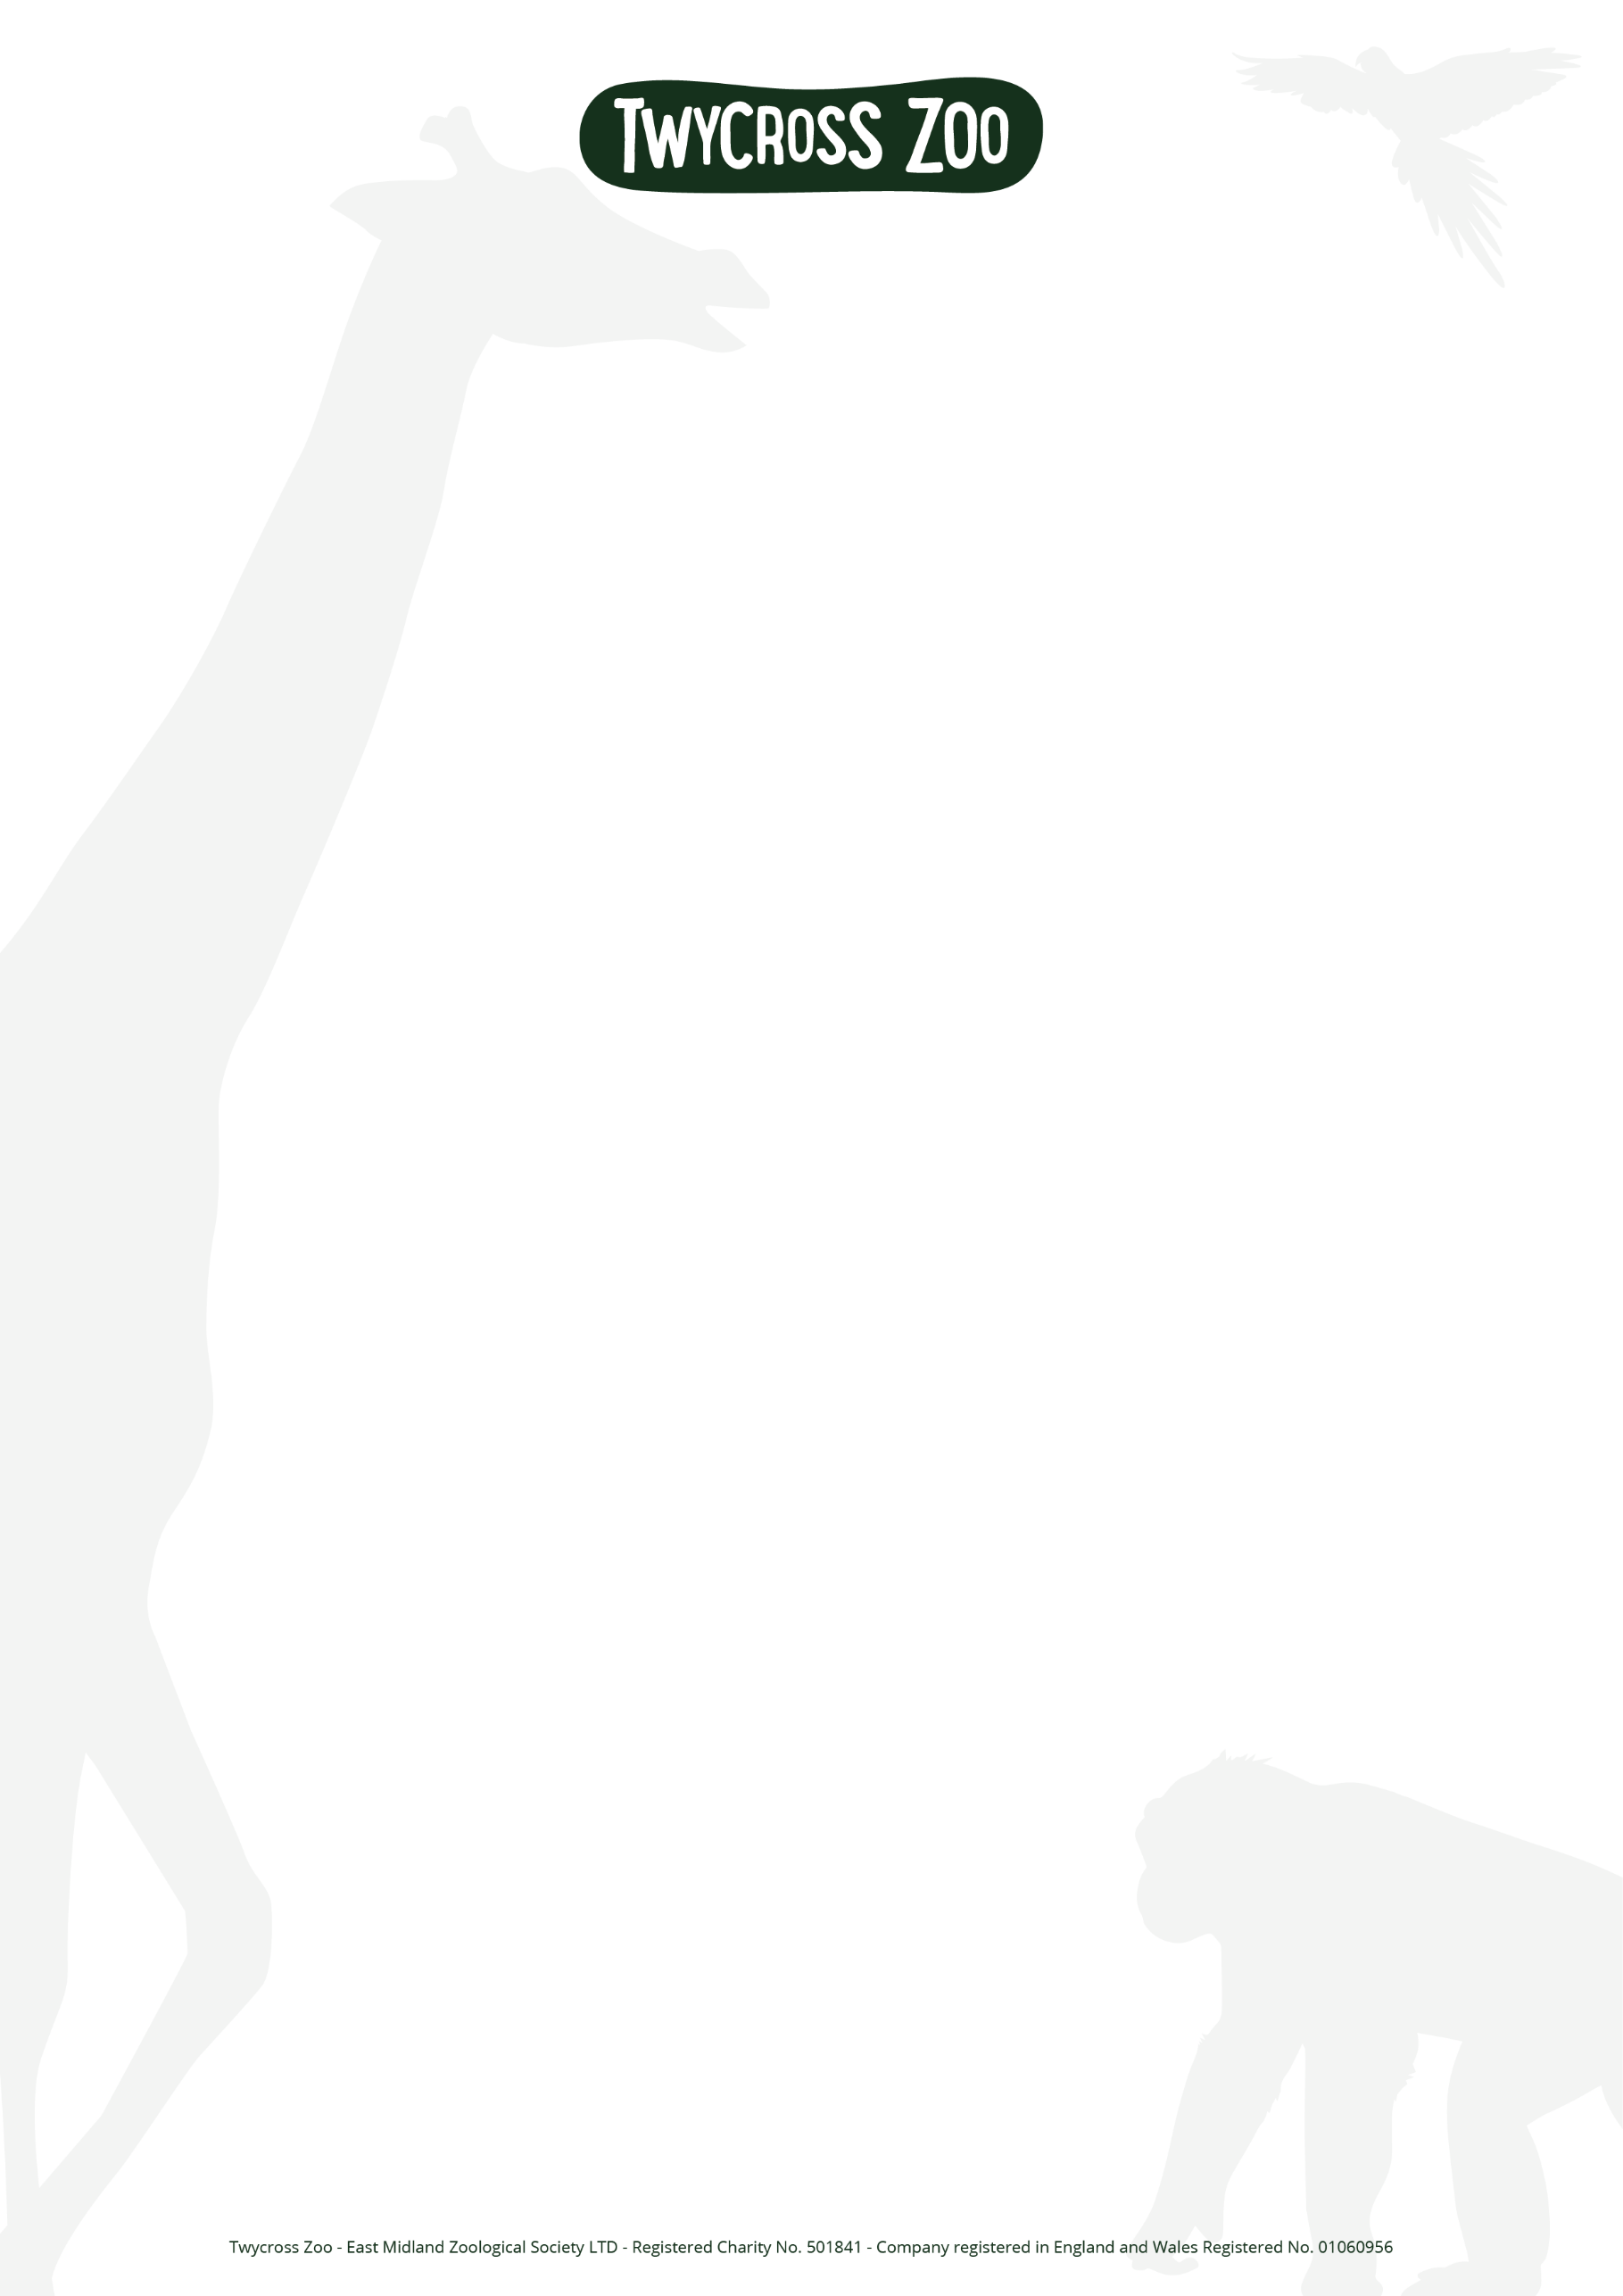 TWYCROSS ZOO
Twycross Zoo - East Midland Zoological Society LTD - Registered Charity No. 501841 - Company registered in England and Wales Registered No. 01060956